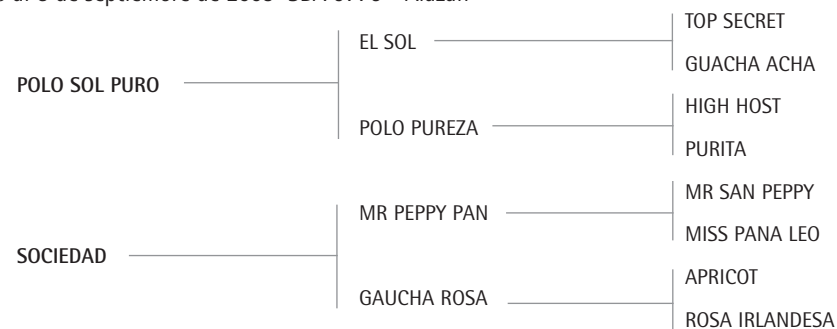 TOP SECRET
EL SOL
GUACHA ACHA
POLO SOL PURO
HIGH HOST
POLO PUREZA
PURITA
MR SAN PEPPY
MR PEPPY PAN
MISS PANA LEO
SOCIEDAD
APRICOT
GAUCHA ROSA
ROSA IRLANDESA